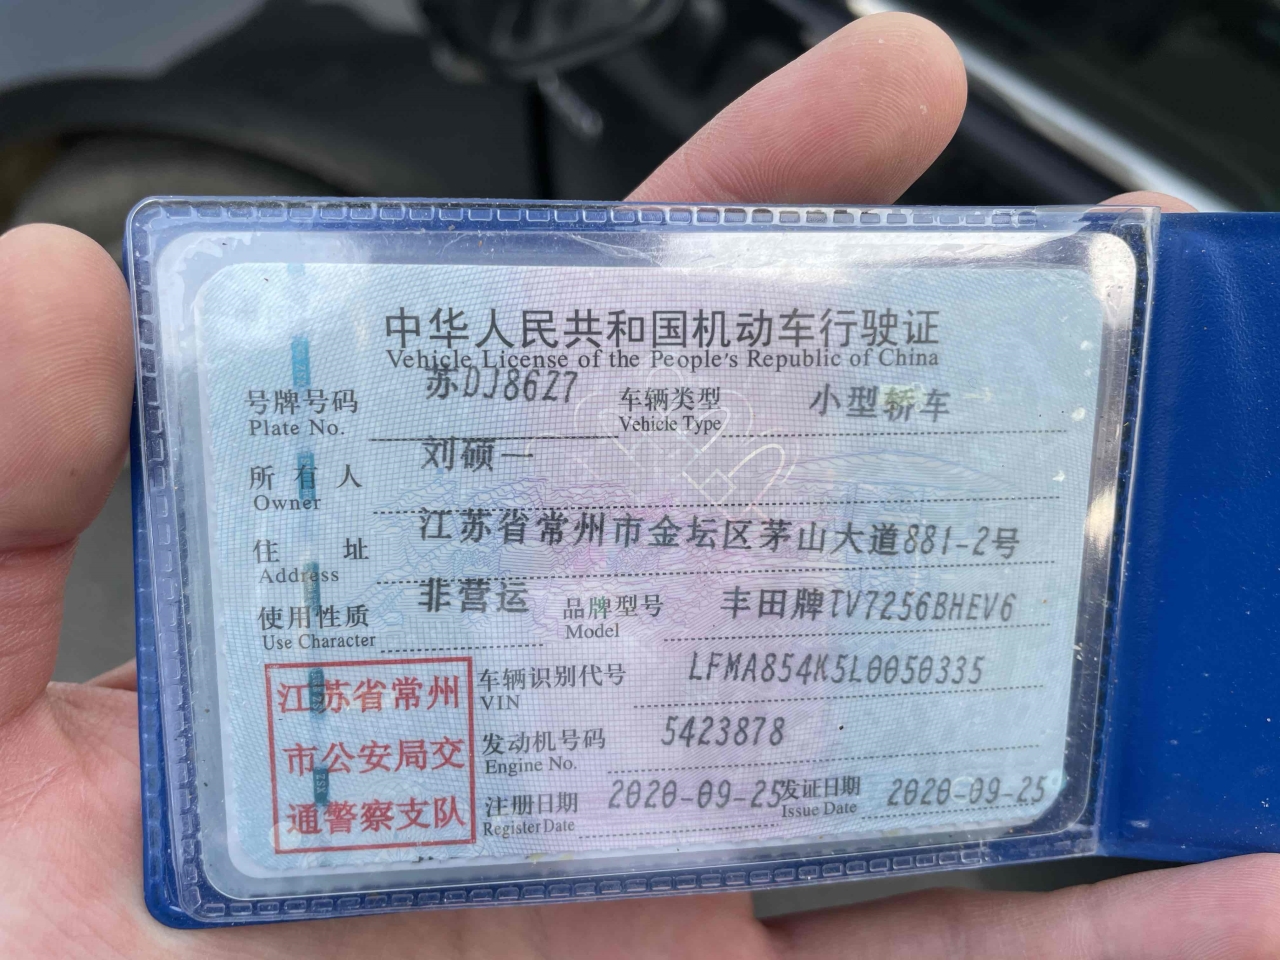 中华人民共和国机动车行驶证
Vehicle License of the People's Republic of China
号牌号码 苏DJ86Z7 车辆类型 小型轿车
Plate No. Vehicle Type
所有人 刘硕一
Owner
住址 江苏省常州市金坛区茅山大道881-2号
Address
使用性质 非营运 品牌型号 丰田牌TV7256BHEV6
Use Character Model
车辆识别代号 LFMA854K5L0050335
VIN
发动机号码 5423878
Engine No.
注册日期 2020-09-25 发证日期 2020-09-25
Register Date Issue Date
江苏省常州
市公安局交
通警察支队